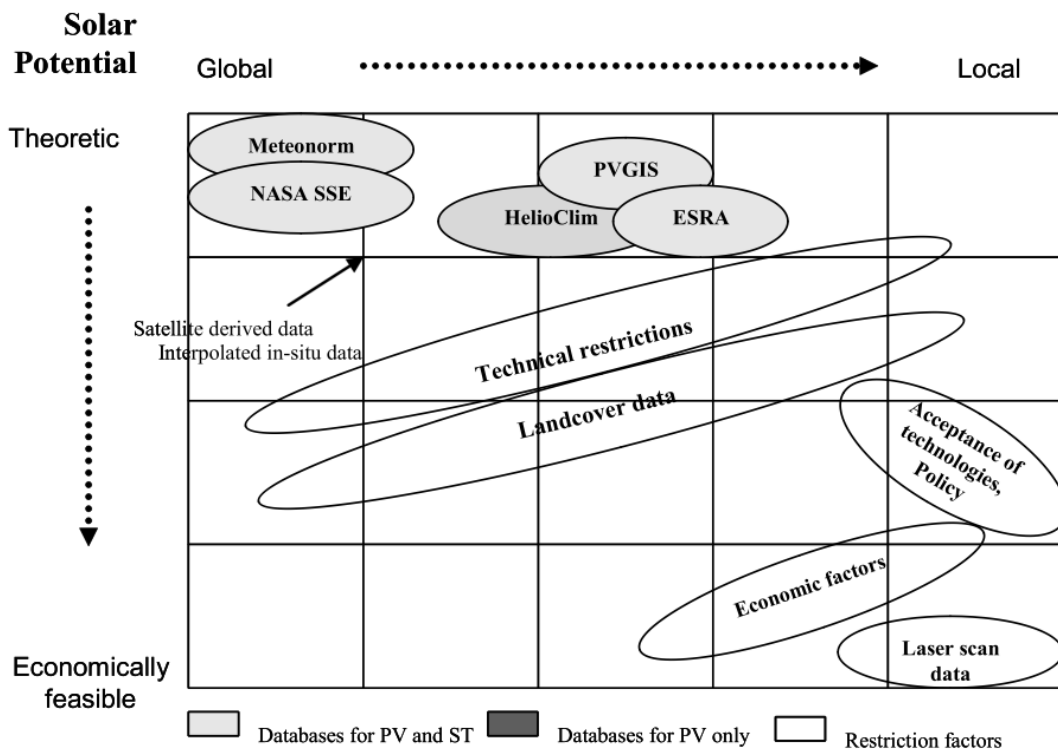 Solar
Potential
Global
Local
Theoretic
Meteonorm
NASA SSE
PVGIS
HelioClim
ESRA
Satellite derived data
Interpolated in-situ data
Technical restrictions
Landcover data
Acceptance of
technologies,
Policy
Economic factors
Laser scan
data
Economically
feasible
Databases for PV and ST
Databases for PV only
Restriction factors